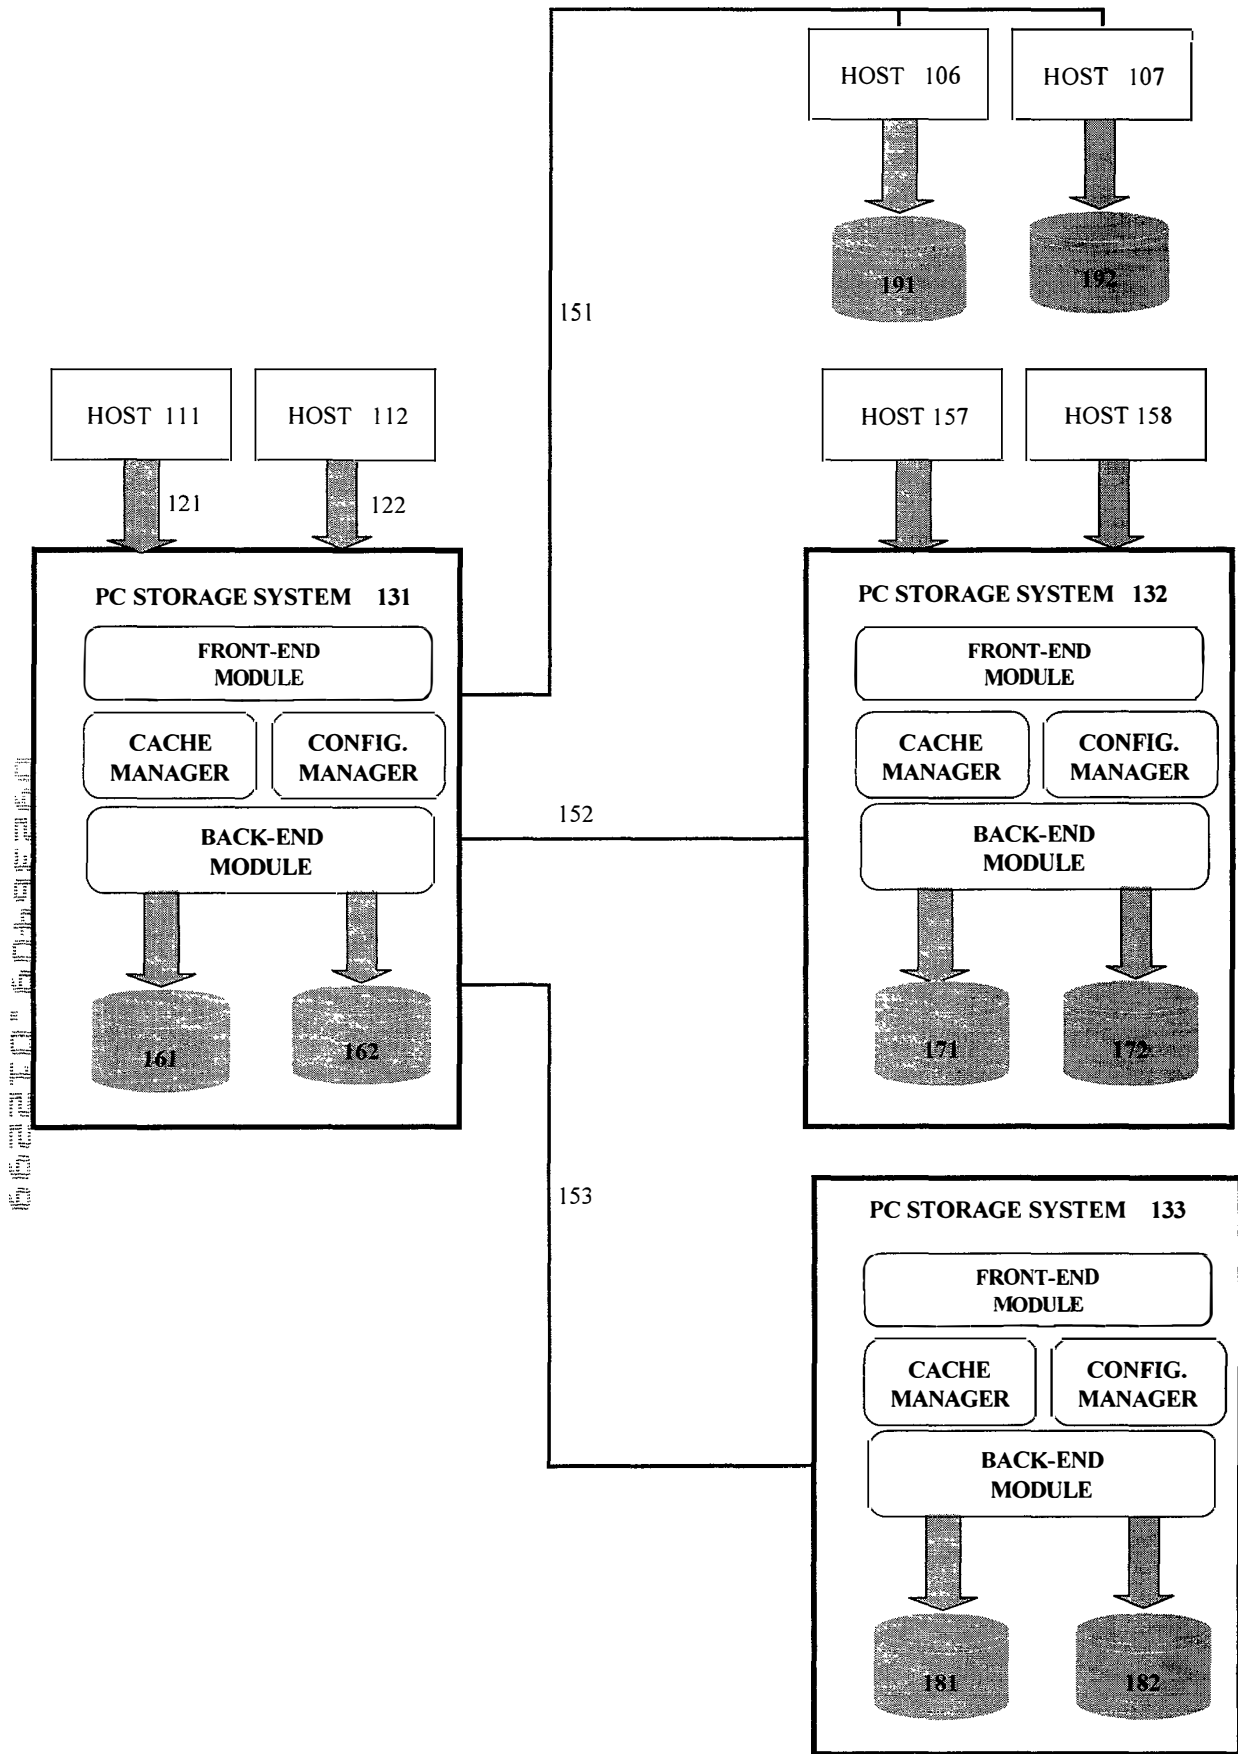 HOST 106
HOST 107
191
192
151
HOST 111
HOST 112
HOST 157
HOST 158
121
122
PC STORAGE SYSTEM 131
FRONT-END
MODULE
CACHE
MANAGER
CONFIG.
MANAGER
BACK-END
MODULE
161
162
152
PC STORAGE SYSTEM 132
FRONT-END
MODULE
CACHE
MANAGER
CONFIG.
MANAGER
BACK-END
MODULE
171
172
153
PC STORAGE SYSTEM 133
FRONT-END
MODULE
CACHE
MANAGER
CONFIG.
MANAGER
BACK-END
MODULE
181
182